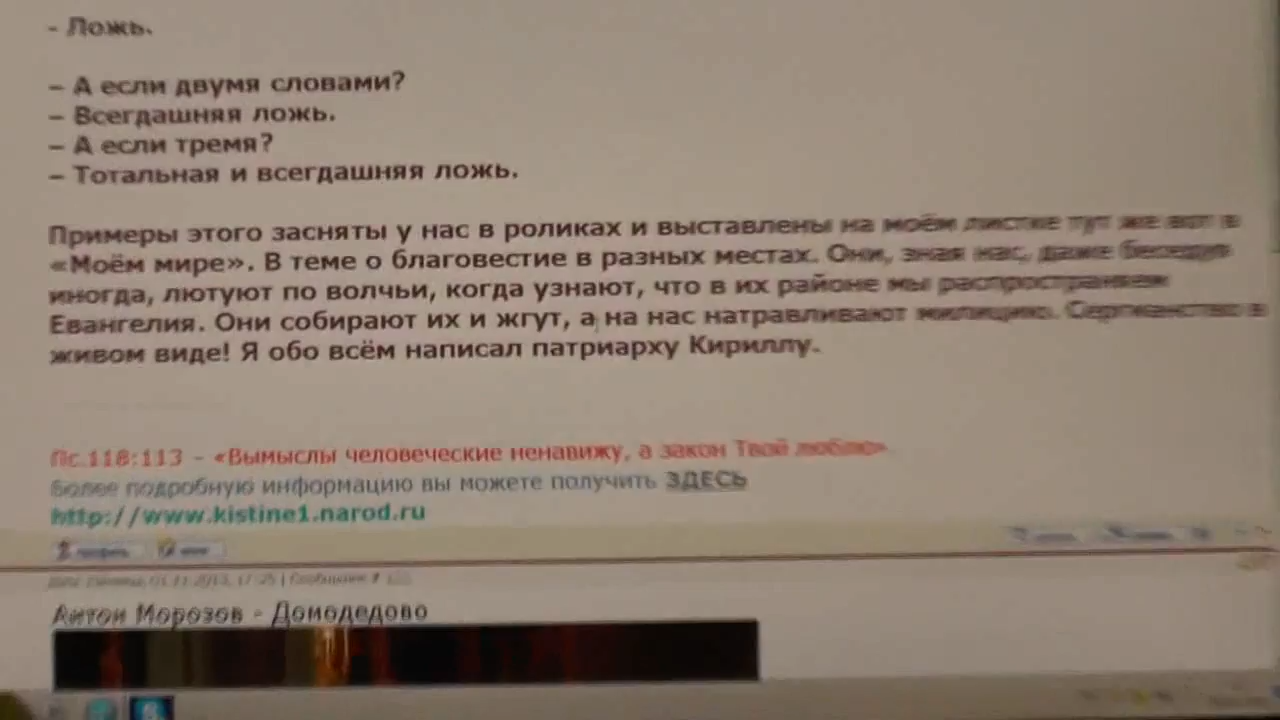 - Ложь.
– А если двумя словами?
– Всегдашняя ложь.
– А если тремя?
– Тотальная и всегдашняя ложь.
Примеры этого засняты у нас в роликах и выставлены на моём листке тут же вот в
«Моём мире». В теме о благовестие в разных местах. Они, зная нас, даже беседуя
иногда, лютуют по волчьи, когда узнают, что в их районе мы распространяем
Евангелия. Они собирают их и жгут, а на нас натравливают милицию. Сергианство в
живом виде! Я обо всём написал патриарху Кириллу.
Пс.118:113 – «Вымыслы человеческие ненавижу, а закон Твой люблю»
Более подробную информацию вы можете получить ЗДЕСЬ
http://www.kistine1.narod.ru
Антон Морозов - Домодедово